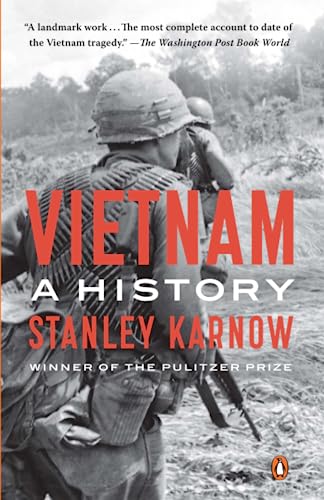 “A landmark work . . . The most complete account to date of
the Vietnam tragedy.” —The Washington Post Book World
VIETNAM
A HISTORY
STANLEY KARNOW
WINNER OF THE PULITZER PRIZE